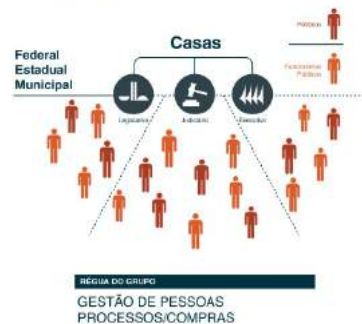 Políticos
Funcionários
Públicos
Casas
Federal
Estadual
Municipal
Legislativo
Judiciário
Executivo
RÉGUA DO GRUPO
GESTÃO DE PESSOAS
PROCESSOS/COMPRAS